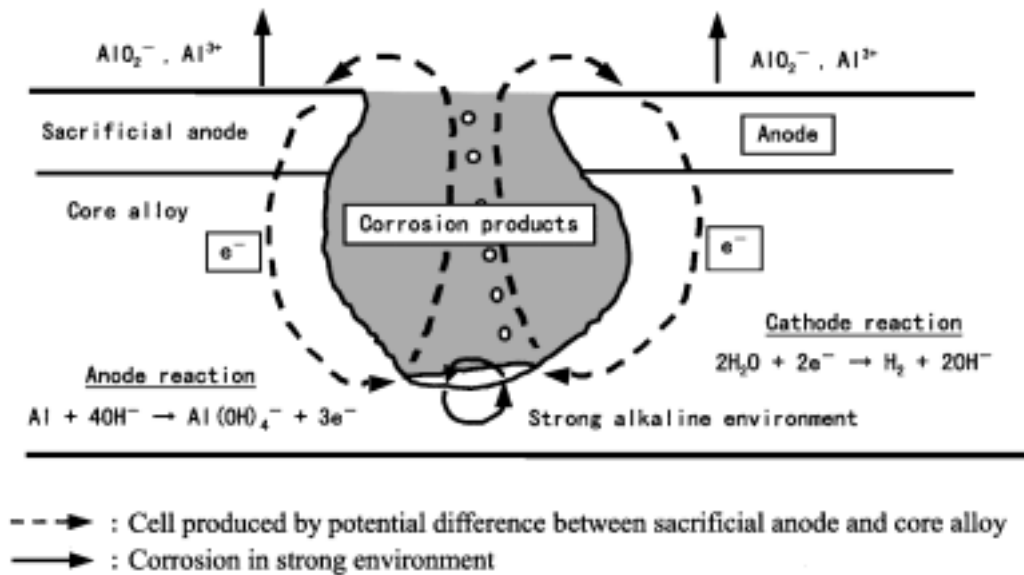 AlO₂⁻ , Al³⁺
AlO₂⁻ , Al³⁺
Sacrificial anode
Anode
Core alloy
Corrosion products
e⁻
e⁻
Cathode reaction
2H₂O + 2e⁻ → H₂ + 2OH⁻
Anode reaction
Al + 4OH⁻ → Al(OH)₄⁻ + 3e⁻
Strong alkaline environment
: Cell produced by potential difference between sacrificial anode and core alloy
: Corrosion in strong environment